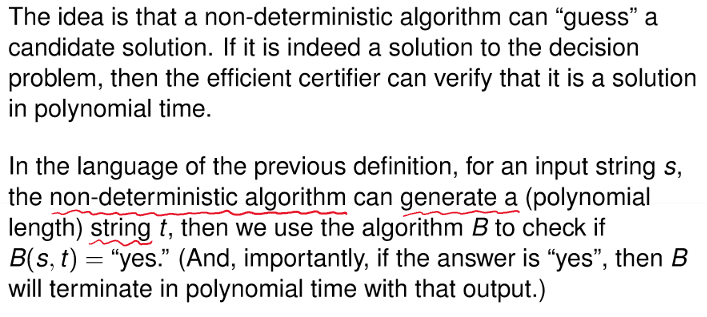 The idea is that a non-deterministic algorithm can “guess” a
candidate solution. If it is indeed a solution to the decision
problem, then the efficient certifier can verify that it is a solution
in polynomial time.
In the language of the previous definition, for an input string s,
the non-deterministic algorithm can generate a (polynomial
length) string t, then we use the algorithm B to check if
B(s, t) = “yes.” (And, importantly, if the answer is “yes”, then B
will terminate in polynomial time with that output.)